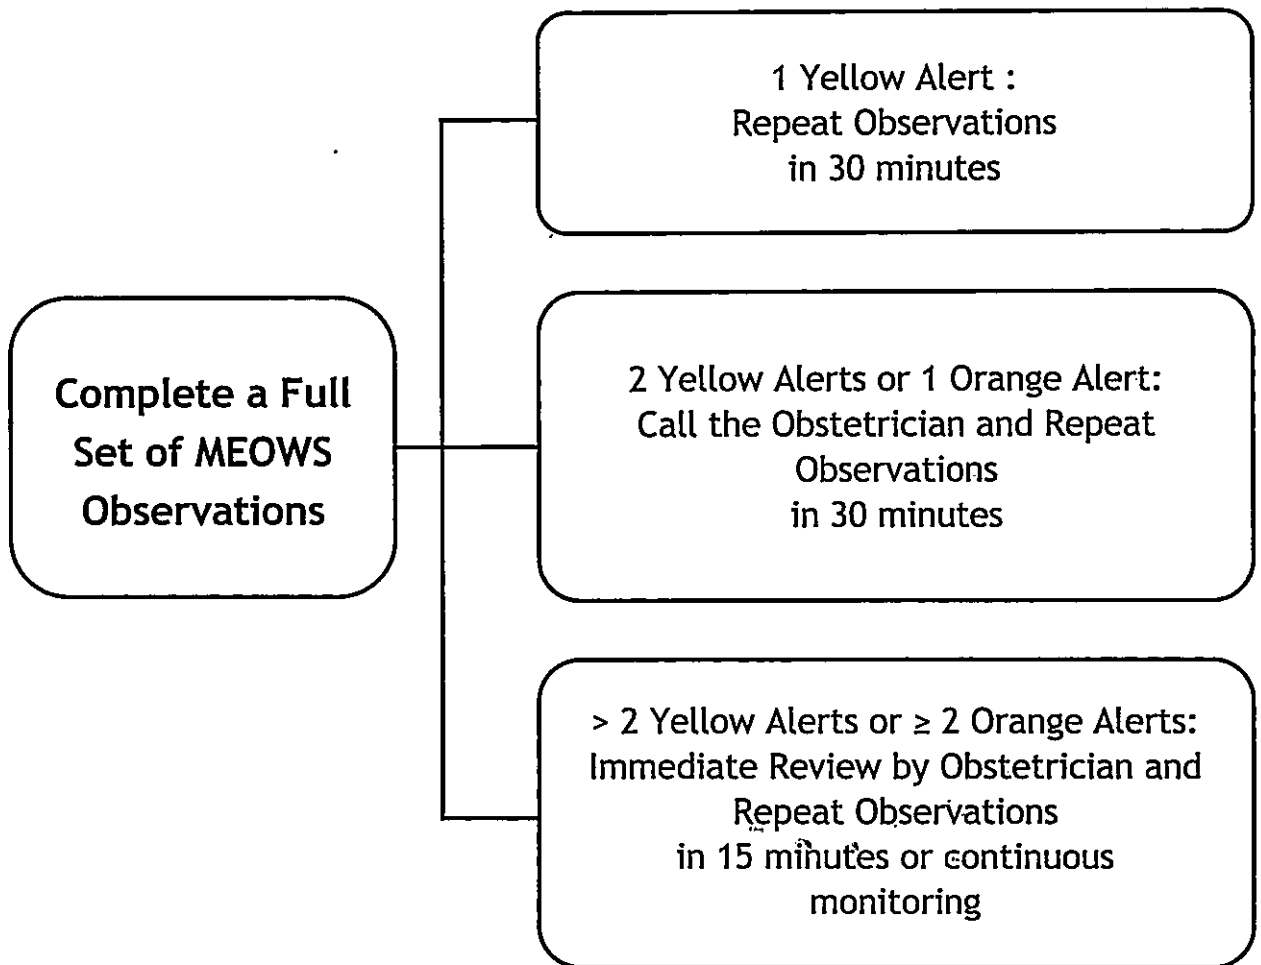 1 Yellow Alert :
Repeat Observations
in 30 minutes
Complete a Full
Set of MEOWS
Observations
2 Yellow Alerts or 1 Orange Alert:
Call the Obstetrician and Repeat
Observations
in 30 minutes
> 2 Yellow Alerts or ≥ 2 Orange Alerts:
Immediate Review by Obstetrician and
Repeat Observations
in 15 minutes or continuous
monitoring